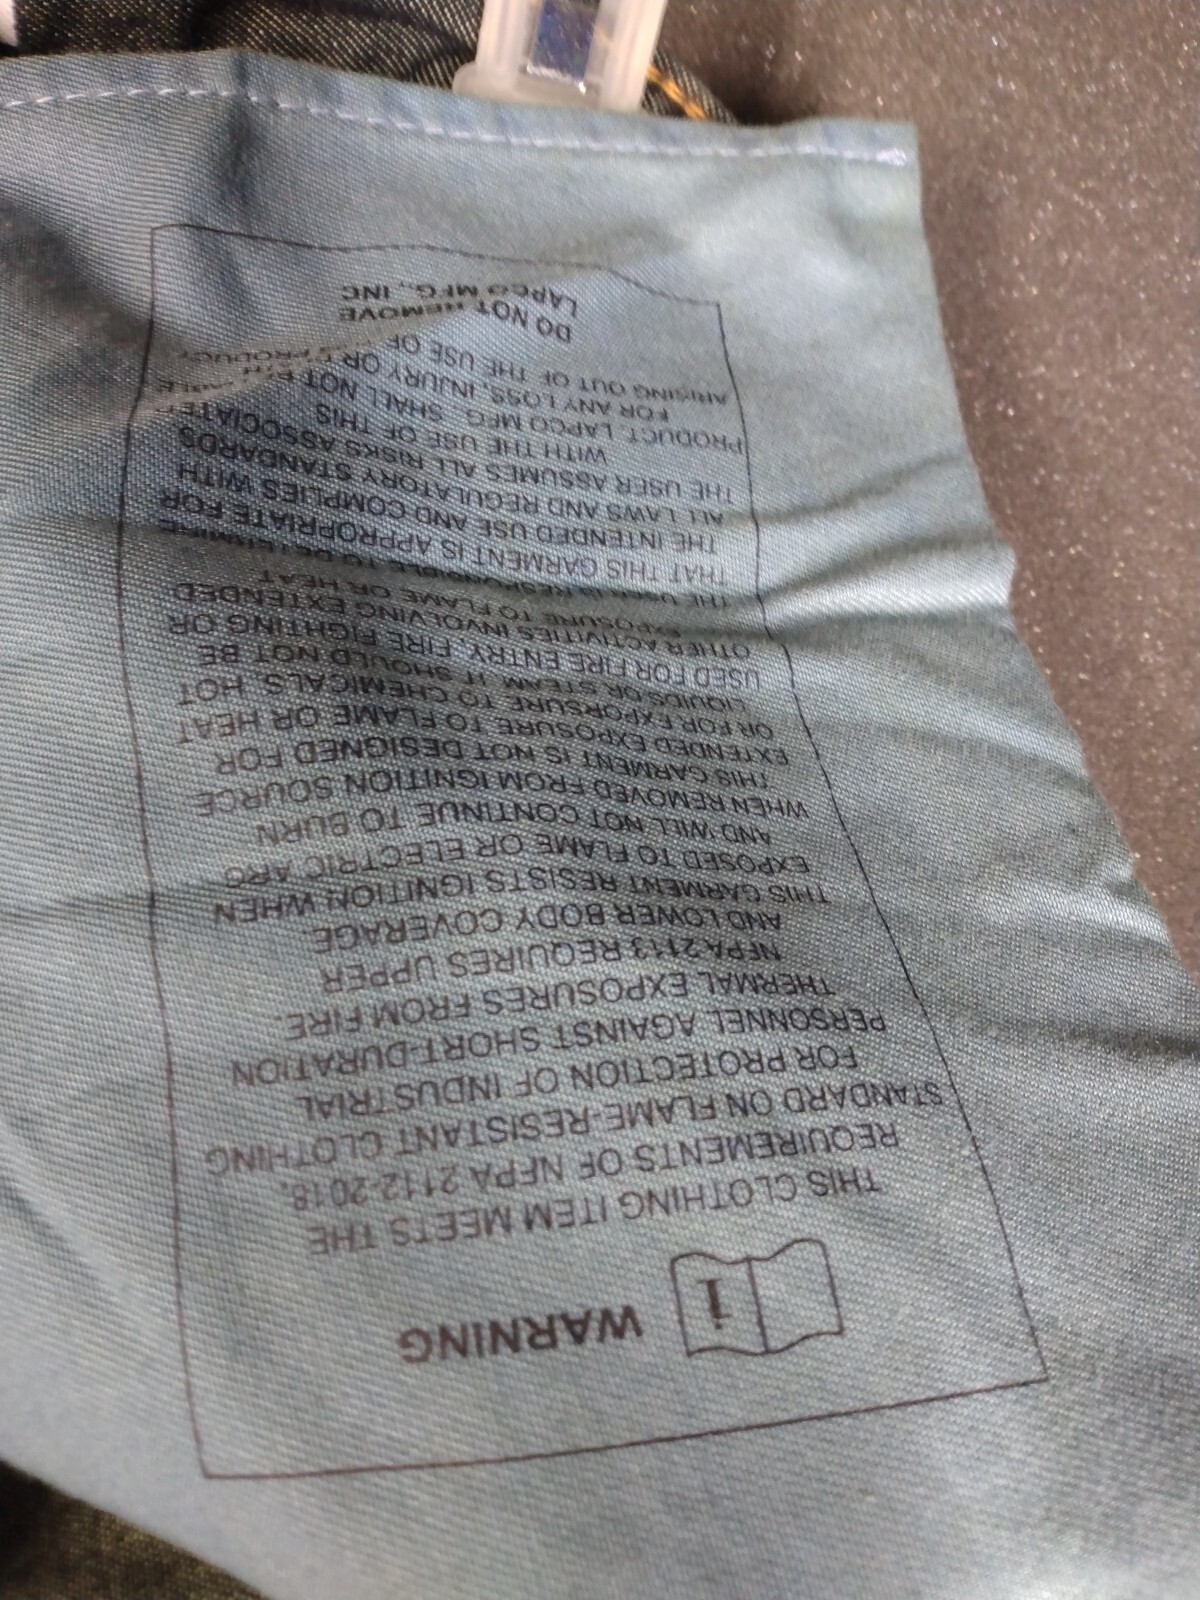 i WARNING
THIS CLOTHING ITEM MEETS THE
REQUIREMENTS OF NFPA 2112-2018,
STANDARD ON FLAME-RESISTANT CLOTHING
FOR PROTECTION OF INDUSTRIAL
PERSONNEL AGAINST SHORT-DURATION
THERMAL EXPOSURES FROM FIRE.
NFPA 2113 REQUIRES UPPER
AND LOWER BODY COVERAGE
THIS GARMENT RESISTS IGNITION WHEN
EXPOSED TO FLAME OR ELECTRIC ARC
AND WILL NOT CONTINUE TO BURN
WHEN REMOVED FROM IGNITION SOURCE
THIS GARMENT IS NOT DESIGNED FOR
EXTENDED EXPOSURE TO FLAME OR HEAT
OR FOR EXPORSURE TO CHEMICALS, HOT
LIQUIDS OR STEAM. IT SHOULD NOT BE
USED FOR FIRE ENTRY, FIRE FIGHTING OR
OTHER ACTIVITIES INVOLVING EXTENDED
EXPOSURE TO FLAME OR HEAT
THE USER IS RESPONSIBLE TO DETERMINE
THAT THIS GARMENT IS APPROPRIATE FOR
THE INTENDED USE AND COMPLIES WITH
ALL LAWS AND REGULATORY STANDARDS
THE USER ASSUMES ALL RISKS ASSOCIATED
WITH THE USE OF THIS
PRODUCT. LAPCO MFG. SHALL NOT
FOR ANY LOSS, INJURY OR
ARISING OUT OF THE USE OF PRODUCT
DO NOT REMOVE
LAPCO MFG., INC